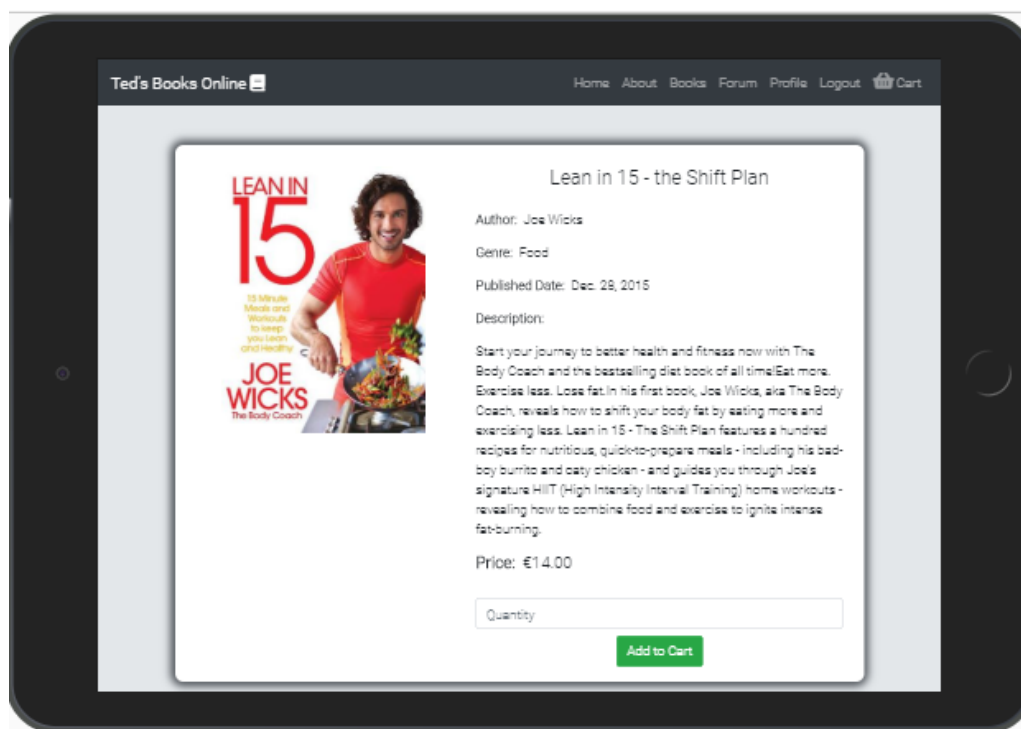 Ted's Books Online
Home About Books Forum Profile Logout Cart
LEAN IN
15
15 Minute
Meals and
Workouts
to keep
you Lean
and Healthy
JOE
WICKS
The Body Coach
Lean in 15 - the Shift Plan
Author: Joe Wicks
Genre: Food
Published Date: Dec. 28, 2015
Description:
Start your journey to better health and fitness now with The
Body Coach and the bestselling diet book of all time!Eat more.
Exercise less. Lose fat.In his first book, Joe Wicks, aka The Body
Coach, reveals how to shift your body fat by eating more and
exercising less. Lean in 15 - The Shift Plan features a hundred
recipes for nutritious, quick-to-prepare meals - including his bad-
boy burrito and oaty chicken - and guides you through Joe's
signature HIIT (High Intensity Interval Training) home workouts -
revealing how to combine food and exercise to ignite intense
fat-burning.
Price: €14.00
Quantity
Add to Cart